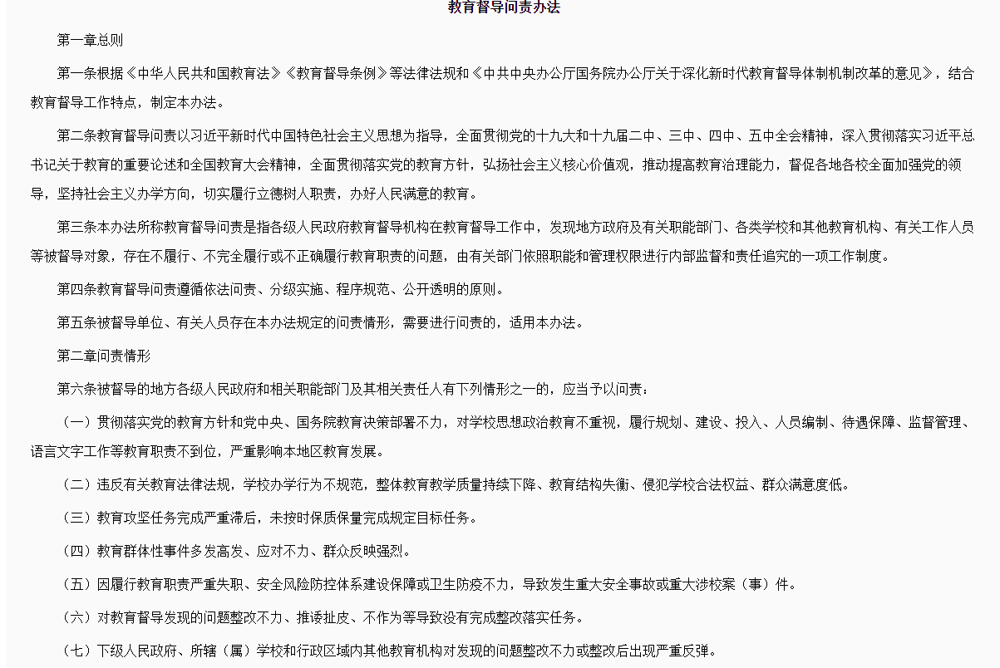 教育督导问责办法
第一章总则
第一条根据《中华人民共和国教育法》《教育督导条例》等法律法规和《中共中央办公厅国务院办公厅关于深化新时代教育督导体制机制改革的意见》，结合
教育督导工作特点，制定本办法。
第二条教育督导问责以习近平新时代中国特色社会主义思想为指导，全面贯彻党的十九大和十九届二中、三中、四中、五中全会精神，深入贯彻落实习近平总
书记关于教育的重要论述和全国教育大会精神，全面贯彻落实党的教育方针，弘扬社会主义核心价值观，推动提高教育治理能力，督促各地各校全面加强党的领
导，坚持社会主义办学方向，切实履行立德树人职责，办好人民满意的教育。
第三条本办法所称教育督导问责是指各级人民政府教育督导机构在教育督导工作中，发现地方政府及有关职能部门、各类学校和其他教育机构、有关工作人员
等被督导对象，存在不履行、不完全履行或不正确履行教育职责的问题，由有关部门依照职能和管理权限进行内部监督和责任追究的一项工作制度。
第四条教育督导问责遵循依法问责、分级实施、程序规范、公开透明的原则。
第五条被督导单位、有关人员存在本办法规定的问责情形，需要进行问责的，适用本办法。
第二章问责情形
第六条被督导的地方各级人民政府和相关职能部门及其相关责任人有下列情形之一的，应当予以问责：
（一）贯彻落实党的教育方针和党中央、国务院教育决策部署不力，对学校思想政治教育不重视，履行规划、建设、投入、人员编制、待遇保障、监督管理、
语言文字工作等教育职责不到位，严重影响本地区教育发展。
（二）违反有关教育法律法规，学校办学行为不规范，整体教育教学质量持续下降、教育结构失衡、侵犯学校合法权益、群众满意度低。
（三）教育攻坚任务完成严重滞后，未按时保质保量完成规定目标任务。
（四）教育群体性事件多发高发、应对不力、群众反映强烈。
（五）因履行教育职责严重失职、安全风险防控体系建设保障或卫生防疫不力，导致发生重大安全事故或重大涉校案（事）件。
（六）对教育督导发现的问题整改不力、推诿扯皮、不作为等导致没有完成整改落实任务。
（七）下级人民政府、所辖（属）学校和行政区域内其他教育机构对发现的问题整改不力或整改后出现严重反弹。